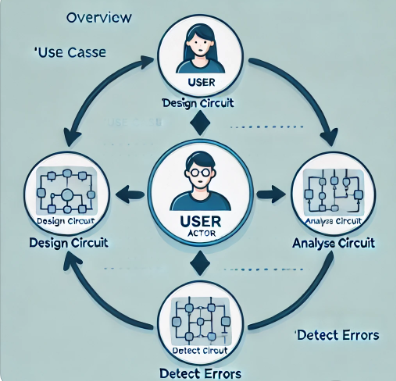 Overview
'Use Casse
USER
Design Circuit
Design Circuit
Design Circuit
USER
ACTOR
Analyse Circuit
Analyse Circuit
'Detect Errors
Detect Circuit
Detect Errors